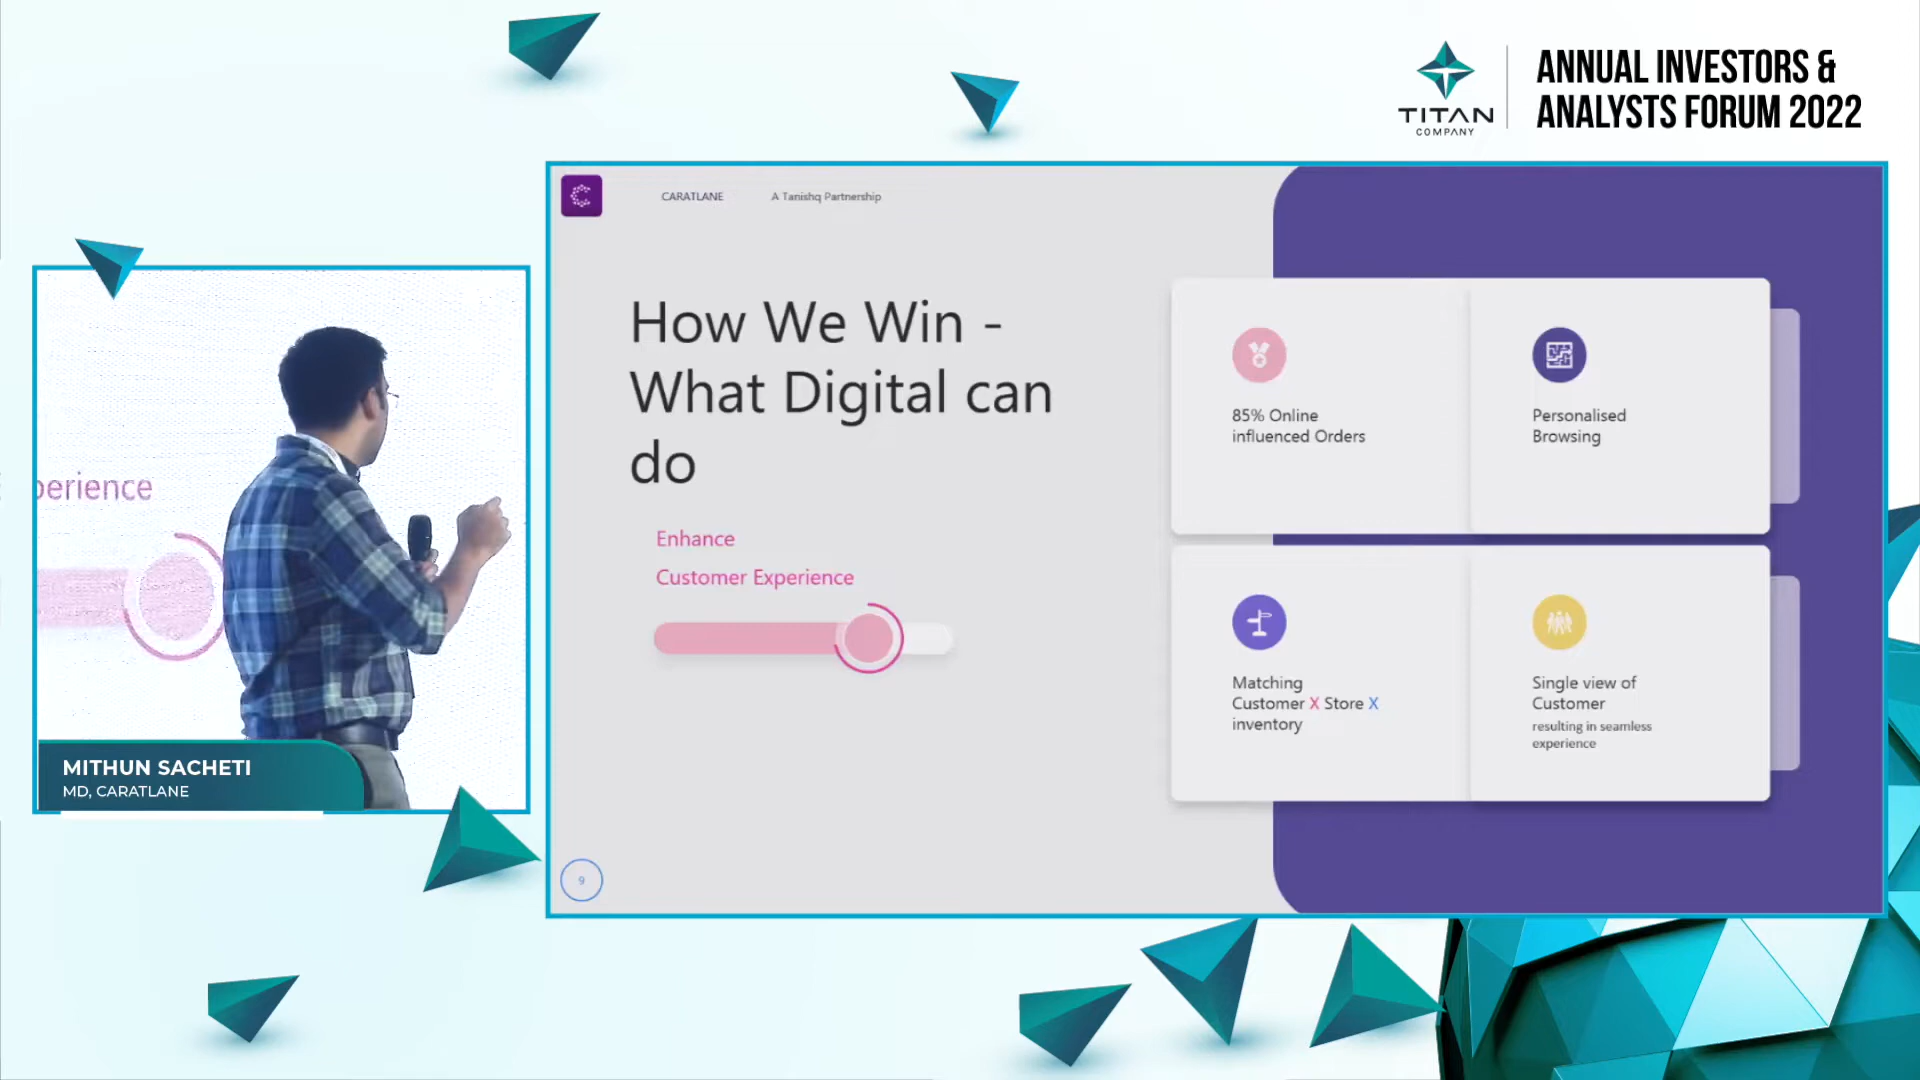 TITAN
COMPANY
ANNUAL INVESTORS &
ANALYSTS FORUM 2022
CARATLANE
A Tanishq Partnership
How We Win -
What Digital can
do
Enhance
Customer Experience
85% Online
influenced Orders
Personalised
Browsing
Matching
Customer X Store X
inventory
Single view of
Customer
resulting in seamless
experience
9
perience
MITHUN SACHETI
MD, CARATLANE